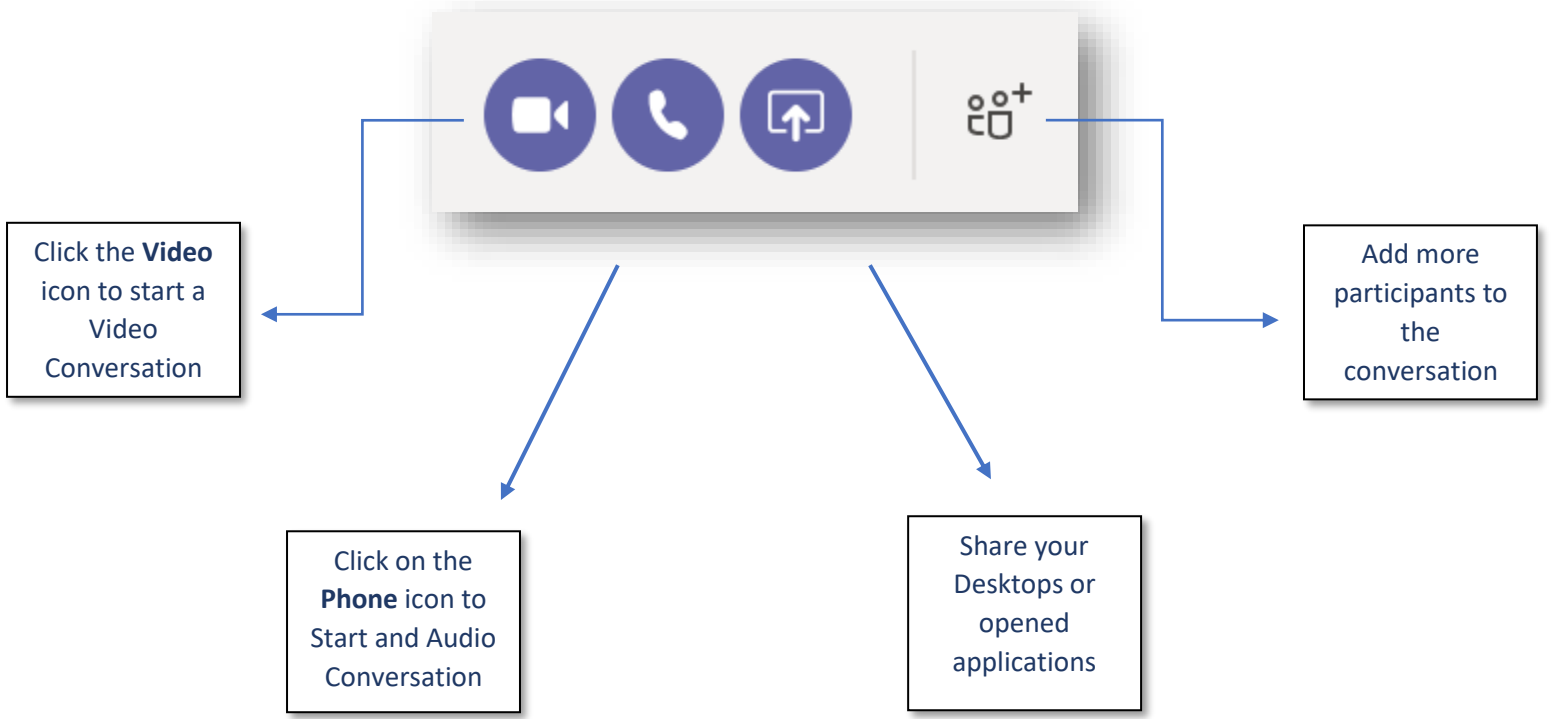 Click the Video
icon to start a
Video
Conversation
Add more
participants to
the
conversation
Click on the
Phone icon to
Start and Audio
Conversation
Share your
Desktops or
opened
applications